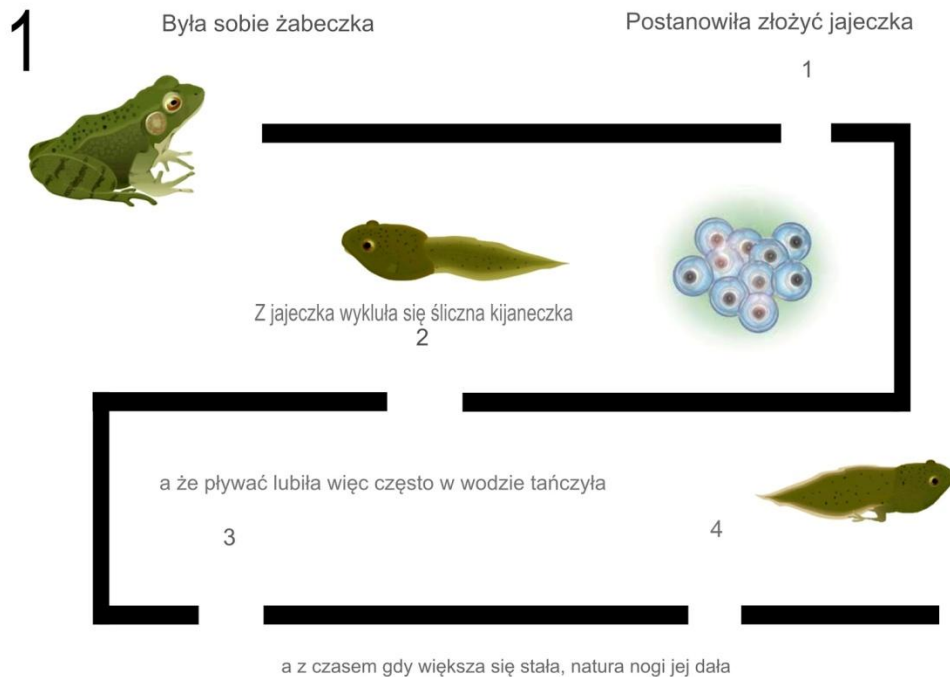 1
Była sobie żabeczka
Postanowiła złożyć jajeczka
1
Z jajeczka wykluła się śliczna kijaneczka
2
a że pływać lubiła więc często w wodzie tańczyła
3
4
a z czasem gdy większa się stała, natura nogi jej dała